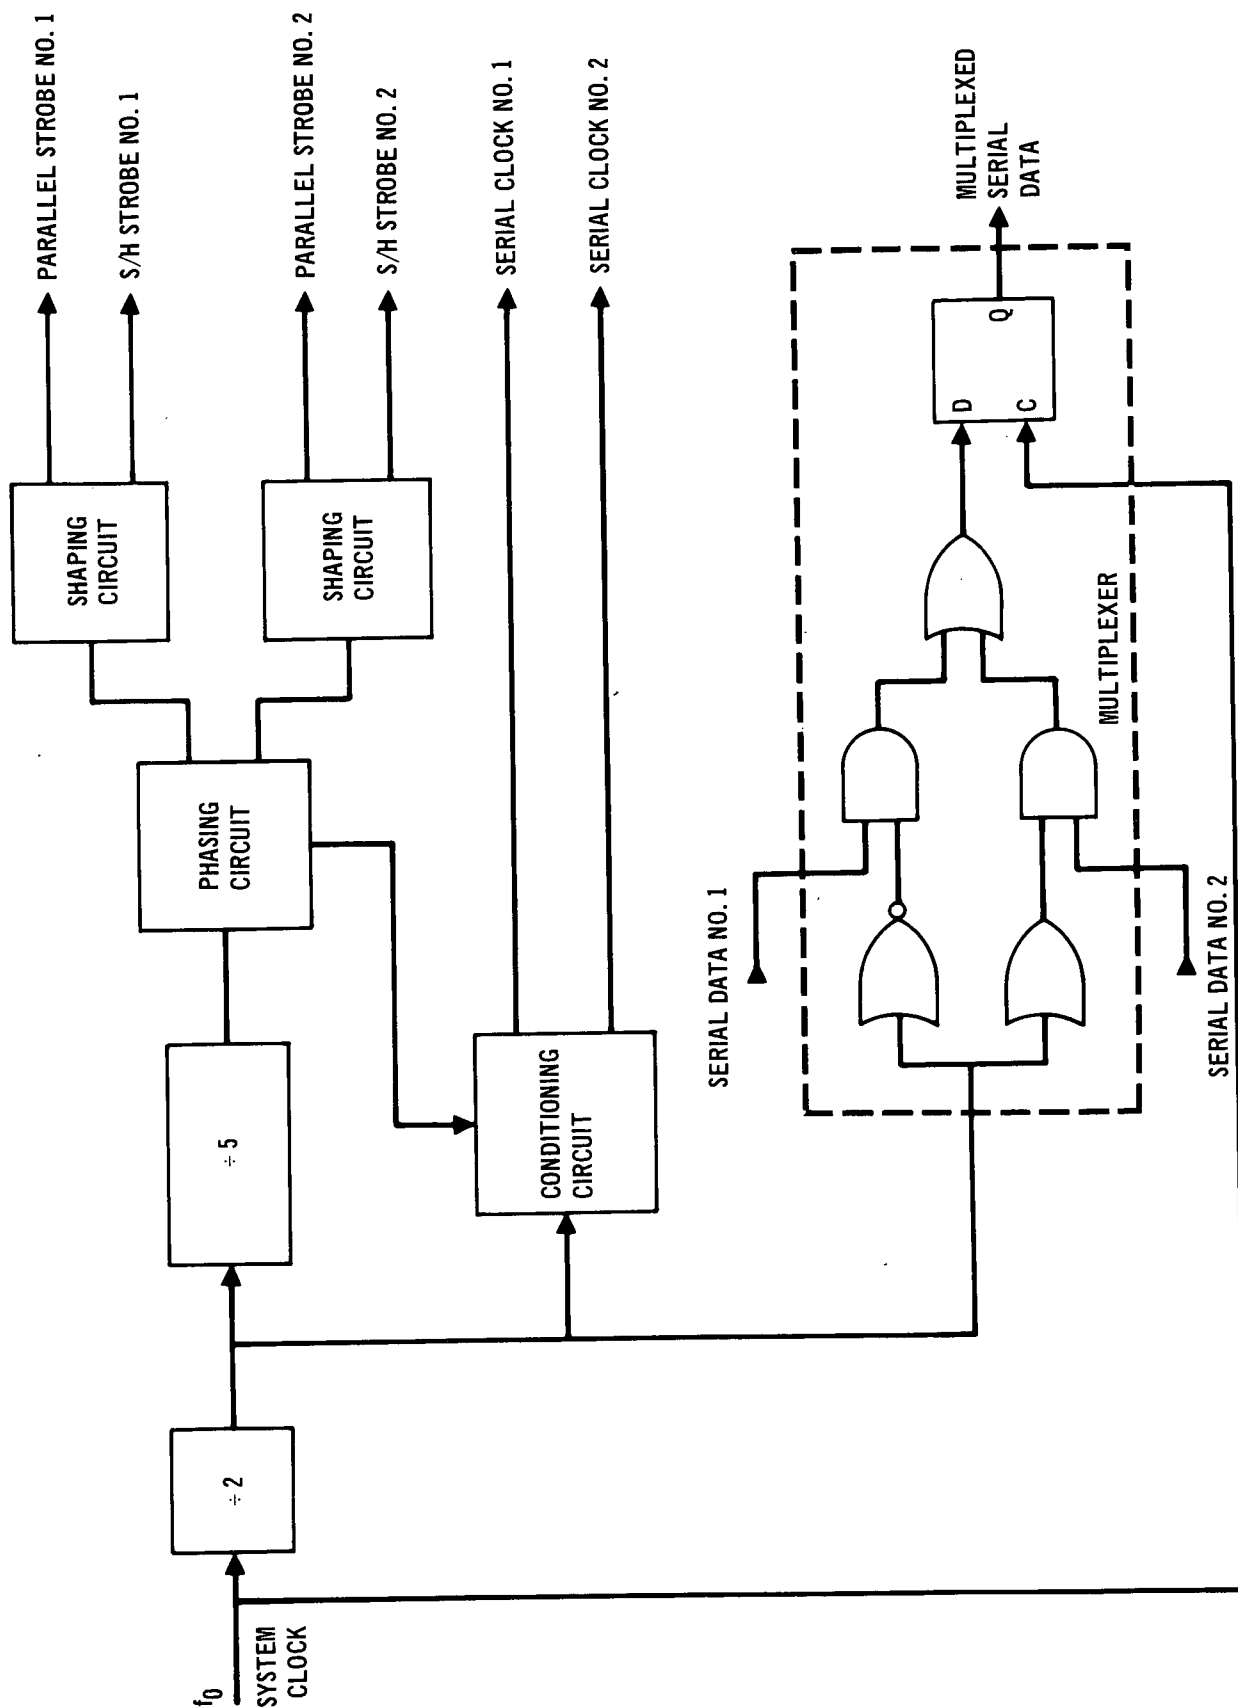 f0
SYSTEM
CLOCK
÷ 2
÷ 5
PHASING
CIRCUIT
SHAPING
CIRCUIT
PARALLEL STROBE NO. 1
S/H STROBE NO. 1
SHAPING
CIRCUIT
PARALLEL STROBE NO. 2
S/H STROBE NO. 2
CONDITIONING
CIRCUIT
SERIAL CLOCK NO. 1
SERIAL CLOCK NO. 2
SERIAL DATA NO. 1
SERIAL DATA NO. 2
MULTIPLEXER
D
C
Q
MULTIPLEXED
SERIAL
DATA